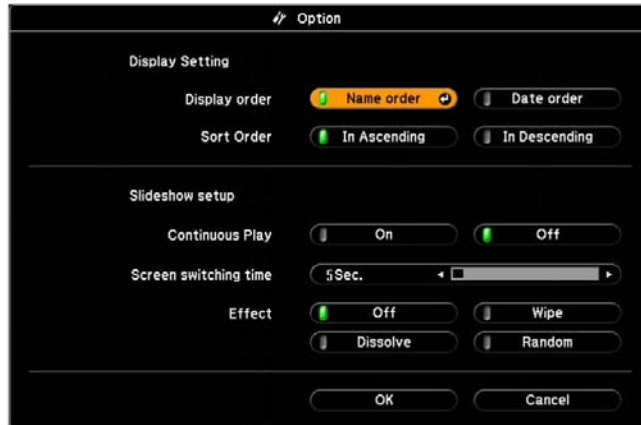 Option
Display Setting
Display order Name order Date order
Sort Order In Ascending In Descending
Slideshow setup
Continuous Play On Off
Screen switching time 5Sec.
Effect Off Wipe
Dissolve Random
OK Cancel